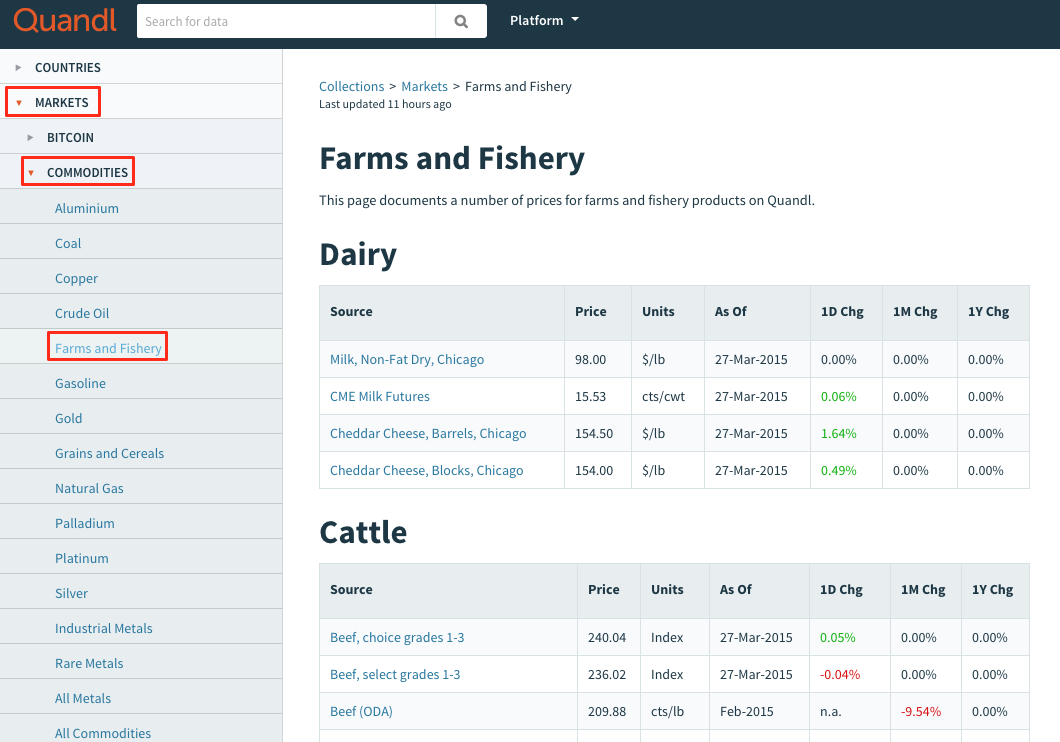 Quandl
Search for data
Platform
COUNTRIES
MARKETS
BITCOIN
COMMODITIES
Aluminium
Coal
Copper
Crude Oil
Farms and Fishery
Gasoline
Gold
Grains and Cereals
Natural Gas
Palladium
Platinum
Silver
Industrial Metals
Rare Metals
All Metals
All Commodities
Collections > Markets > Farms and Fishery
Last updated 11 hours ago
Farms and Fishery
This page documents a number of prices for farms and fishery products on Quandl.
Dairy
Source Price Units As Of 1D Chg 1M Chg 1Y Chg
Milk, Non-Fat Dry, Chicago 98.00 $/lb 27-Mar-2015 0.00% 0.00% 0.00%
CME Milk Futures 15.53 cts/cwt 27-Mar-2015 0.06% 0.00% 0.00%
Cheddar Cheese, Barrels, Chicago 154.50 $/lb 27-Mar-2015 1.64% 0.00% 0.00%
Cheddar Cheese, Blocks, Chicago 154.00 $/lb 27-Mar-2015 0.49% 0.00% 0.00%
Cattle
Source Price Units As Of 1D Chg 1M Chg 1Y Chg
Beef, choice grades 1-3 240.04 Index 27-Mar-2015 0.05% 0.00% 0.00%
Beef, select grades 1-3 236.02 Index 27-Mar-2015 -0.04% 0.00% 0.00%
Beef (ODA) 209.88 cts/lb Feb-2015 n.a. -9.54% 0.00%